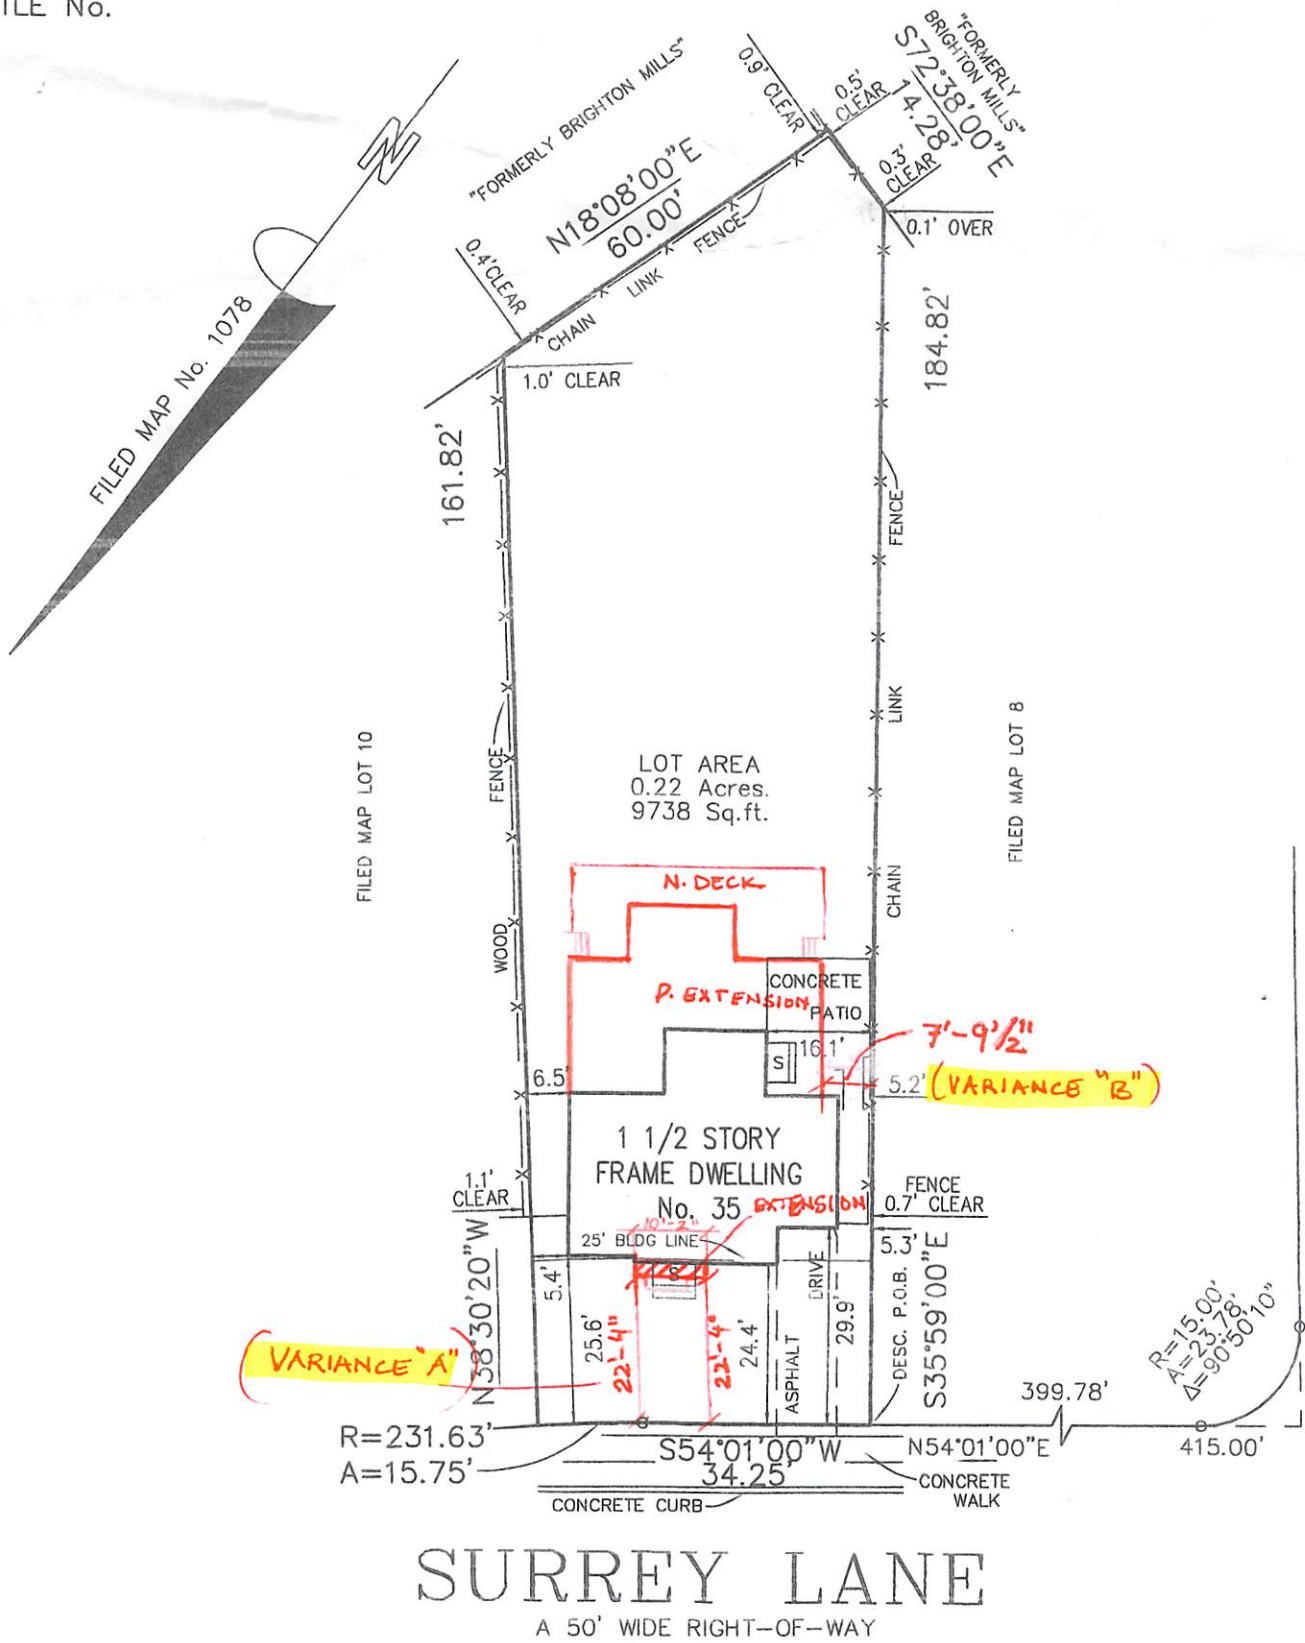 ILE No.
"FORMERLY
BRIGHTON MILLS"
S72°38'00"E
14.28'
0.9' CLEAR
0.5'
CLEAR
0.3'
CLEAR
0.1' OVER
"FORMERLY BRIGHTON MILLS"
N18°08'00"E
60.00'
0.4' CLEAR
CHAIN LINK FENCE
1.0' CLEAR
N
FILED MAP No. 1078
161.82'
184.82'
FENCE
LINK
CHAIN
FENCE
WOOD
FILED MAP LOT 10
FILED MAP LOT 8
LOT AREA
0.22 Acres.
9738 Sq.ft.
N. DECK
P. EXTENSION
CONCRETE
PATIO
S
16.1'
7'-9 1/2"
6.5'
5.2'
(VARIANCE "B")
1 1/2 STORY
FRAME DWELLING
No. 35
EXTENSION
10'-2"
25' BLDG LINE
S
1.1'
CLEAR
FENCE
0.7' CLEAR
5.3'
5.4'
25.6'
22'-4"
22'-4"
24.4'
ASPHALT
DRIVE
29.9'
DESC. P.O.B.
S35°59'00"E
N38°30'20"W
(VARIANCE "A")
R=15.00'
A=23.78'
Δ=90°50'10"
399.78'
R=231.63'
A=15.75'
S54°01'00"W
34.25'
N54°01'00"E
415.00'
CONCRETE
WALK
CONCRETE CURB
SURREY LANE
A 50' WIDE RIGHT-OF-WAY